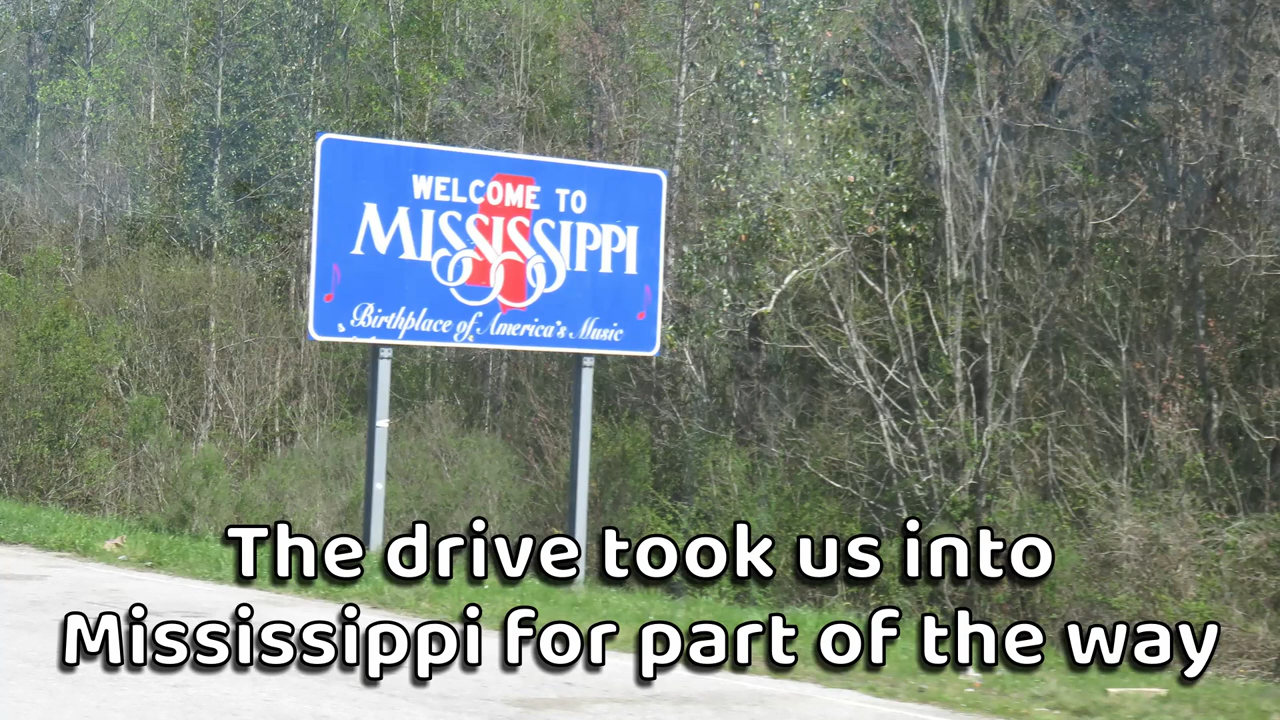 WELCOME TO
MISSISSIPPI
Birthplace of America's Music
The drive took us into
Mississippi for part of the way